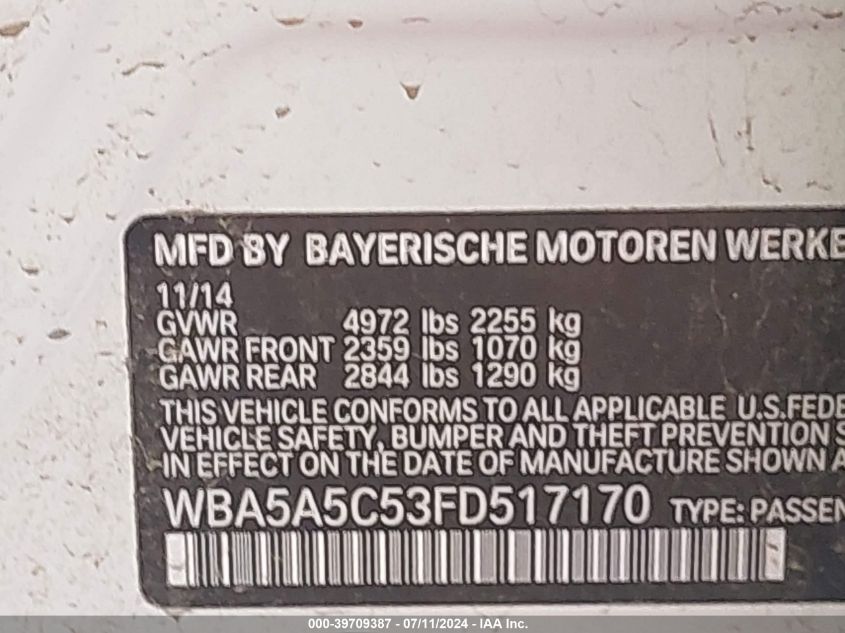 MFD BY BAYERISCHE MOTOREN WERKE
11/14
GVWR 4972 lbs 2255 kg
GAWR FRONT 2359 lbs 1070 kg
GAWR REAR 2844 lbs 1290 kg
THIS VEHICLE CONFORMS TO ALL APPLICABLE U.S.FEDE
VEHICLE SAFETY, BUMPER AND THEFT PREVENTION S
IN EFFECT ON THE DATE OF MANUFACTURE SHOWN A
WBA5A5C53FD517170 TYPE: PASSEN
000-39709387 - 07/11/2024 - IAA Inc.